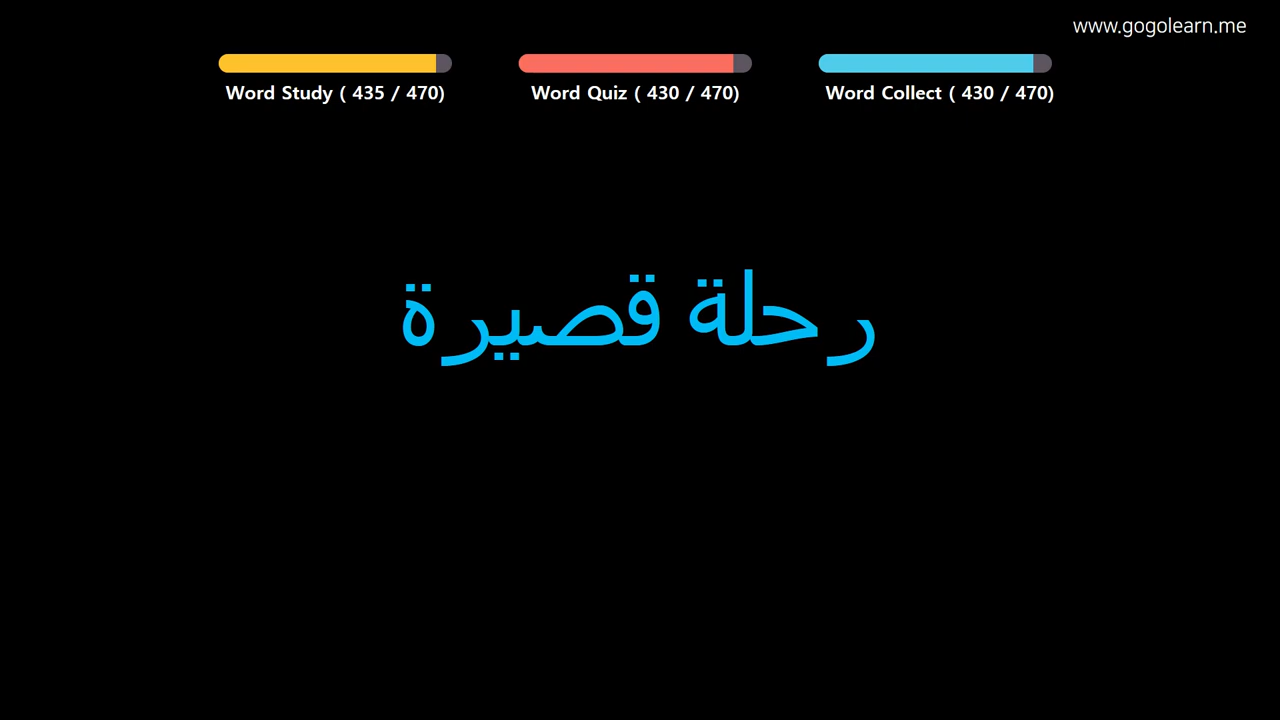 www.gogolearn.me
Word Study ( 435 / 470)
Word Quiz ( 430 / 470)
Word Collect ( 430 / 470)
رحلة قصيرة